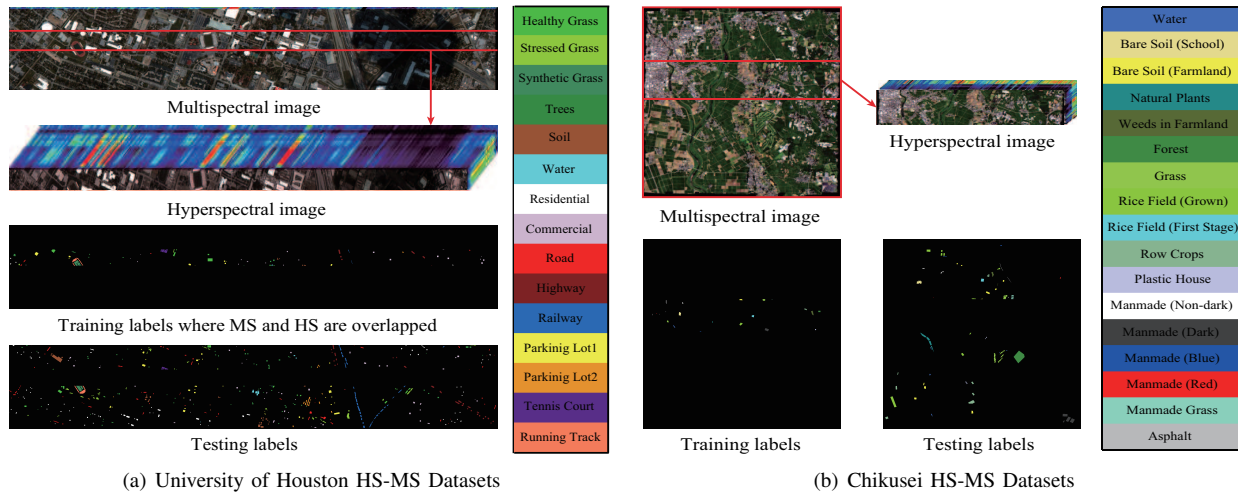 Multispectral image
Hyperspectral image
Training labels where MS and HS are overlapped
Testing labels
Healthy Grass
Stressed Grass
Synthetic Grass
Trees
Soil
Water
Residential
Commercial
Road
Highway
Railway
Parkinig Lot1
Parkinig Lot2
Tennis Court
Running Track
(a) University of Houston HS-MS Datasets
Multispectral image
Hyperspectral image
Training labels
Testing labels
Water
Bare Soil (School)
Bare Soil (Farmland)
Natural Plants
Weeds in Farmland
Forest
Grass
Rice Field (Grown)
Rice Field (First Stage)
Row Crops
Plastic House
Manmade (Non-dark)
Manmade (Dark)
Manmade (Blue)
Manmade (Red)
Manmade Grass
Asphalt
(b) Chikusei HS-MS Datasets